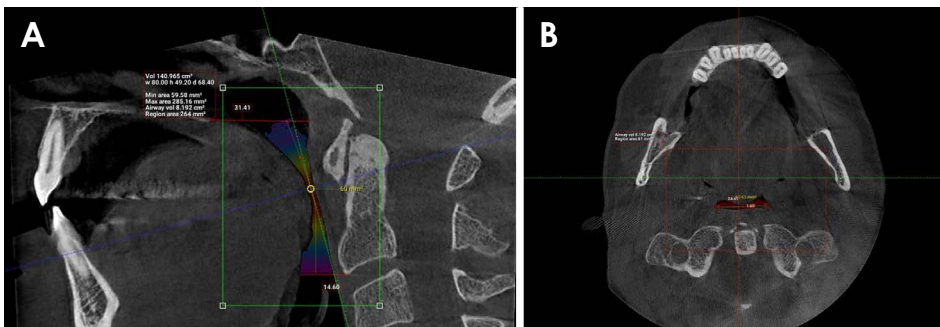 A
Vol 140.965 cm³
w 80.00 h 49.20 d 68.40
Min area 59.58 mm²
Max area 285.16 mm²
Airway vol 8.192 cm³
Region area 264 mm²
31.41
60 mm²
14.60
B
Airway vol 8.192 cm³